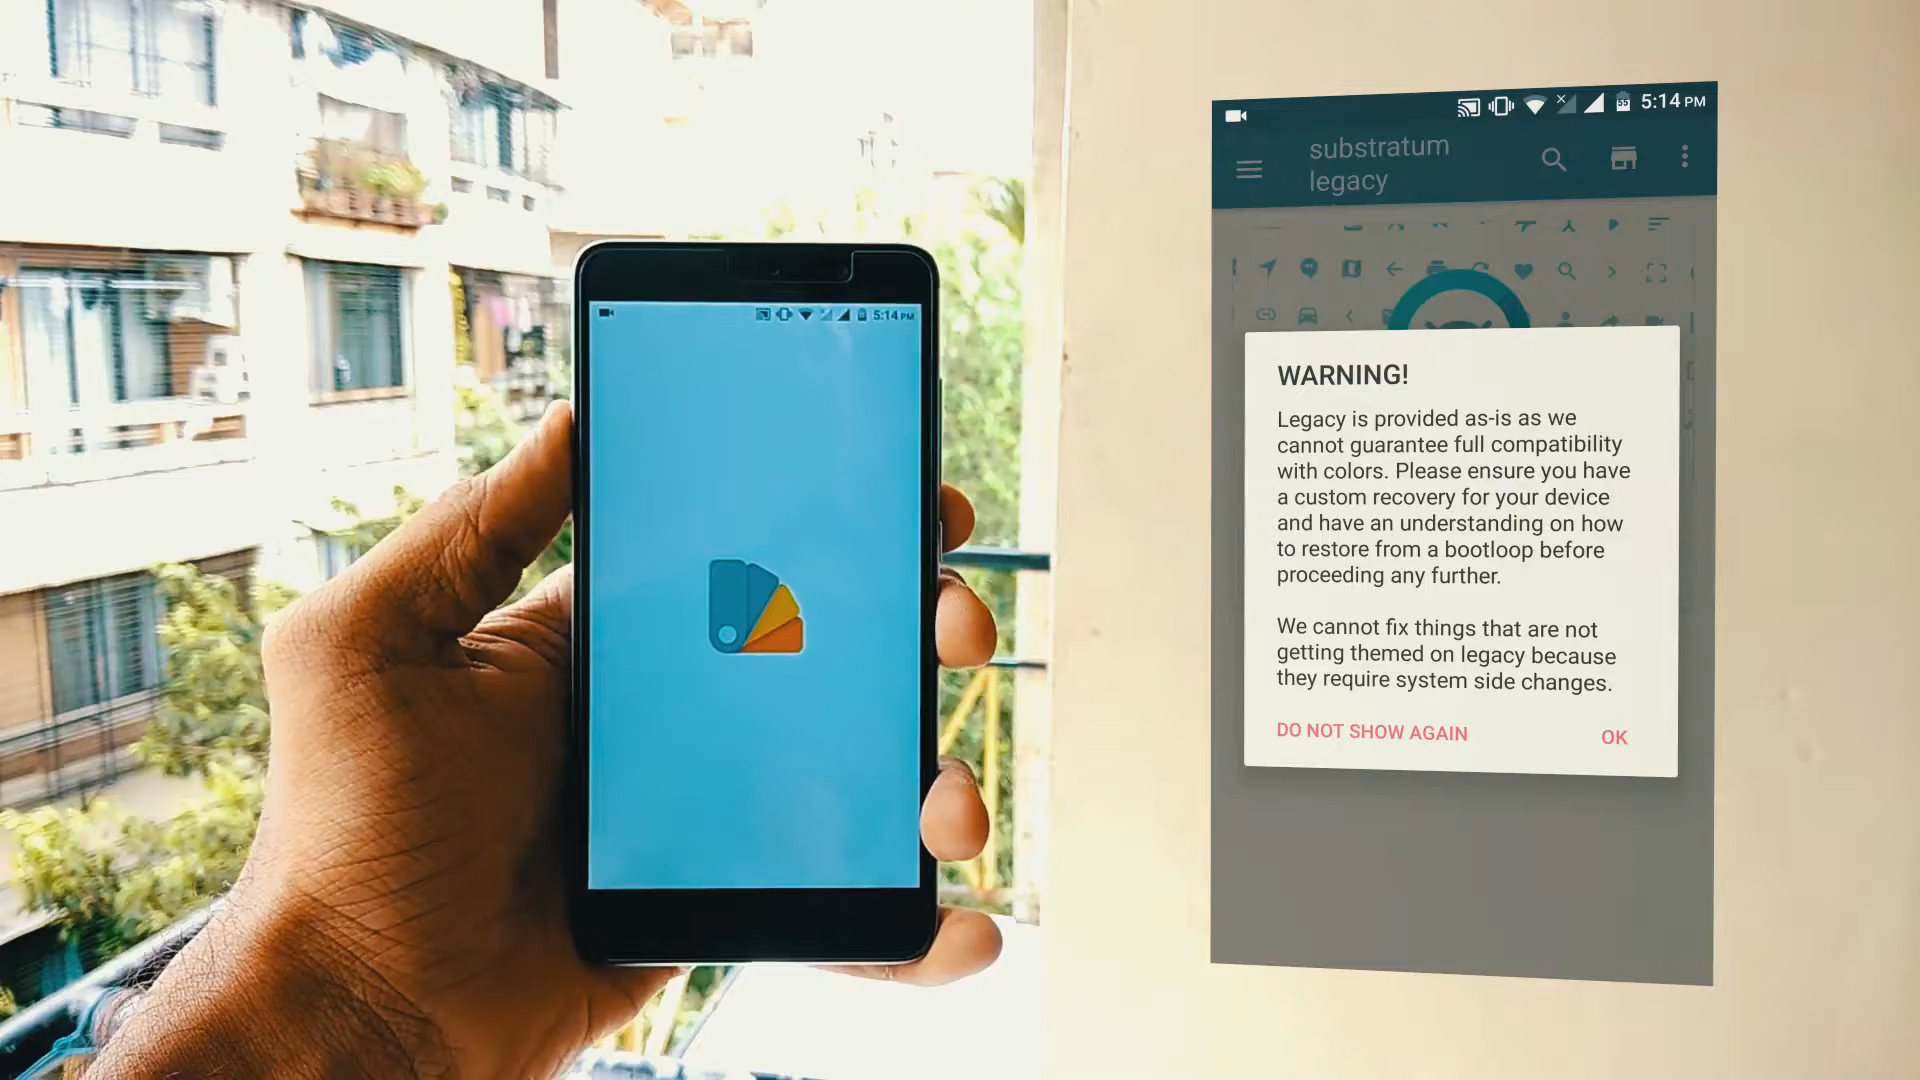 5:14 PM
55
5:14 PM
substratum
legacy
WARNING!
Legacy is provided as-is as we
cannot guarantee full compatibility
with colors. Please ensure you have
a custom recovery for your device
and have an understanding on how
to restore from a bootloop before
proceeding any further.
We cannot fix things that are not
getting themed on legacy because
they require system side changes.
DO NOT SHOW AGAIN
OK